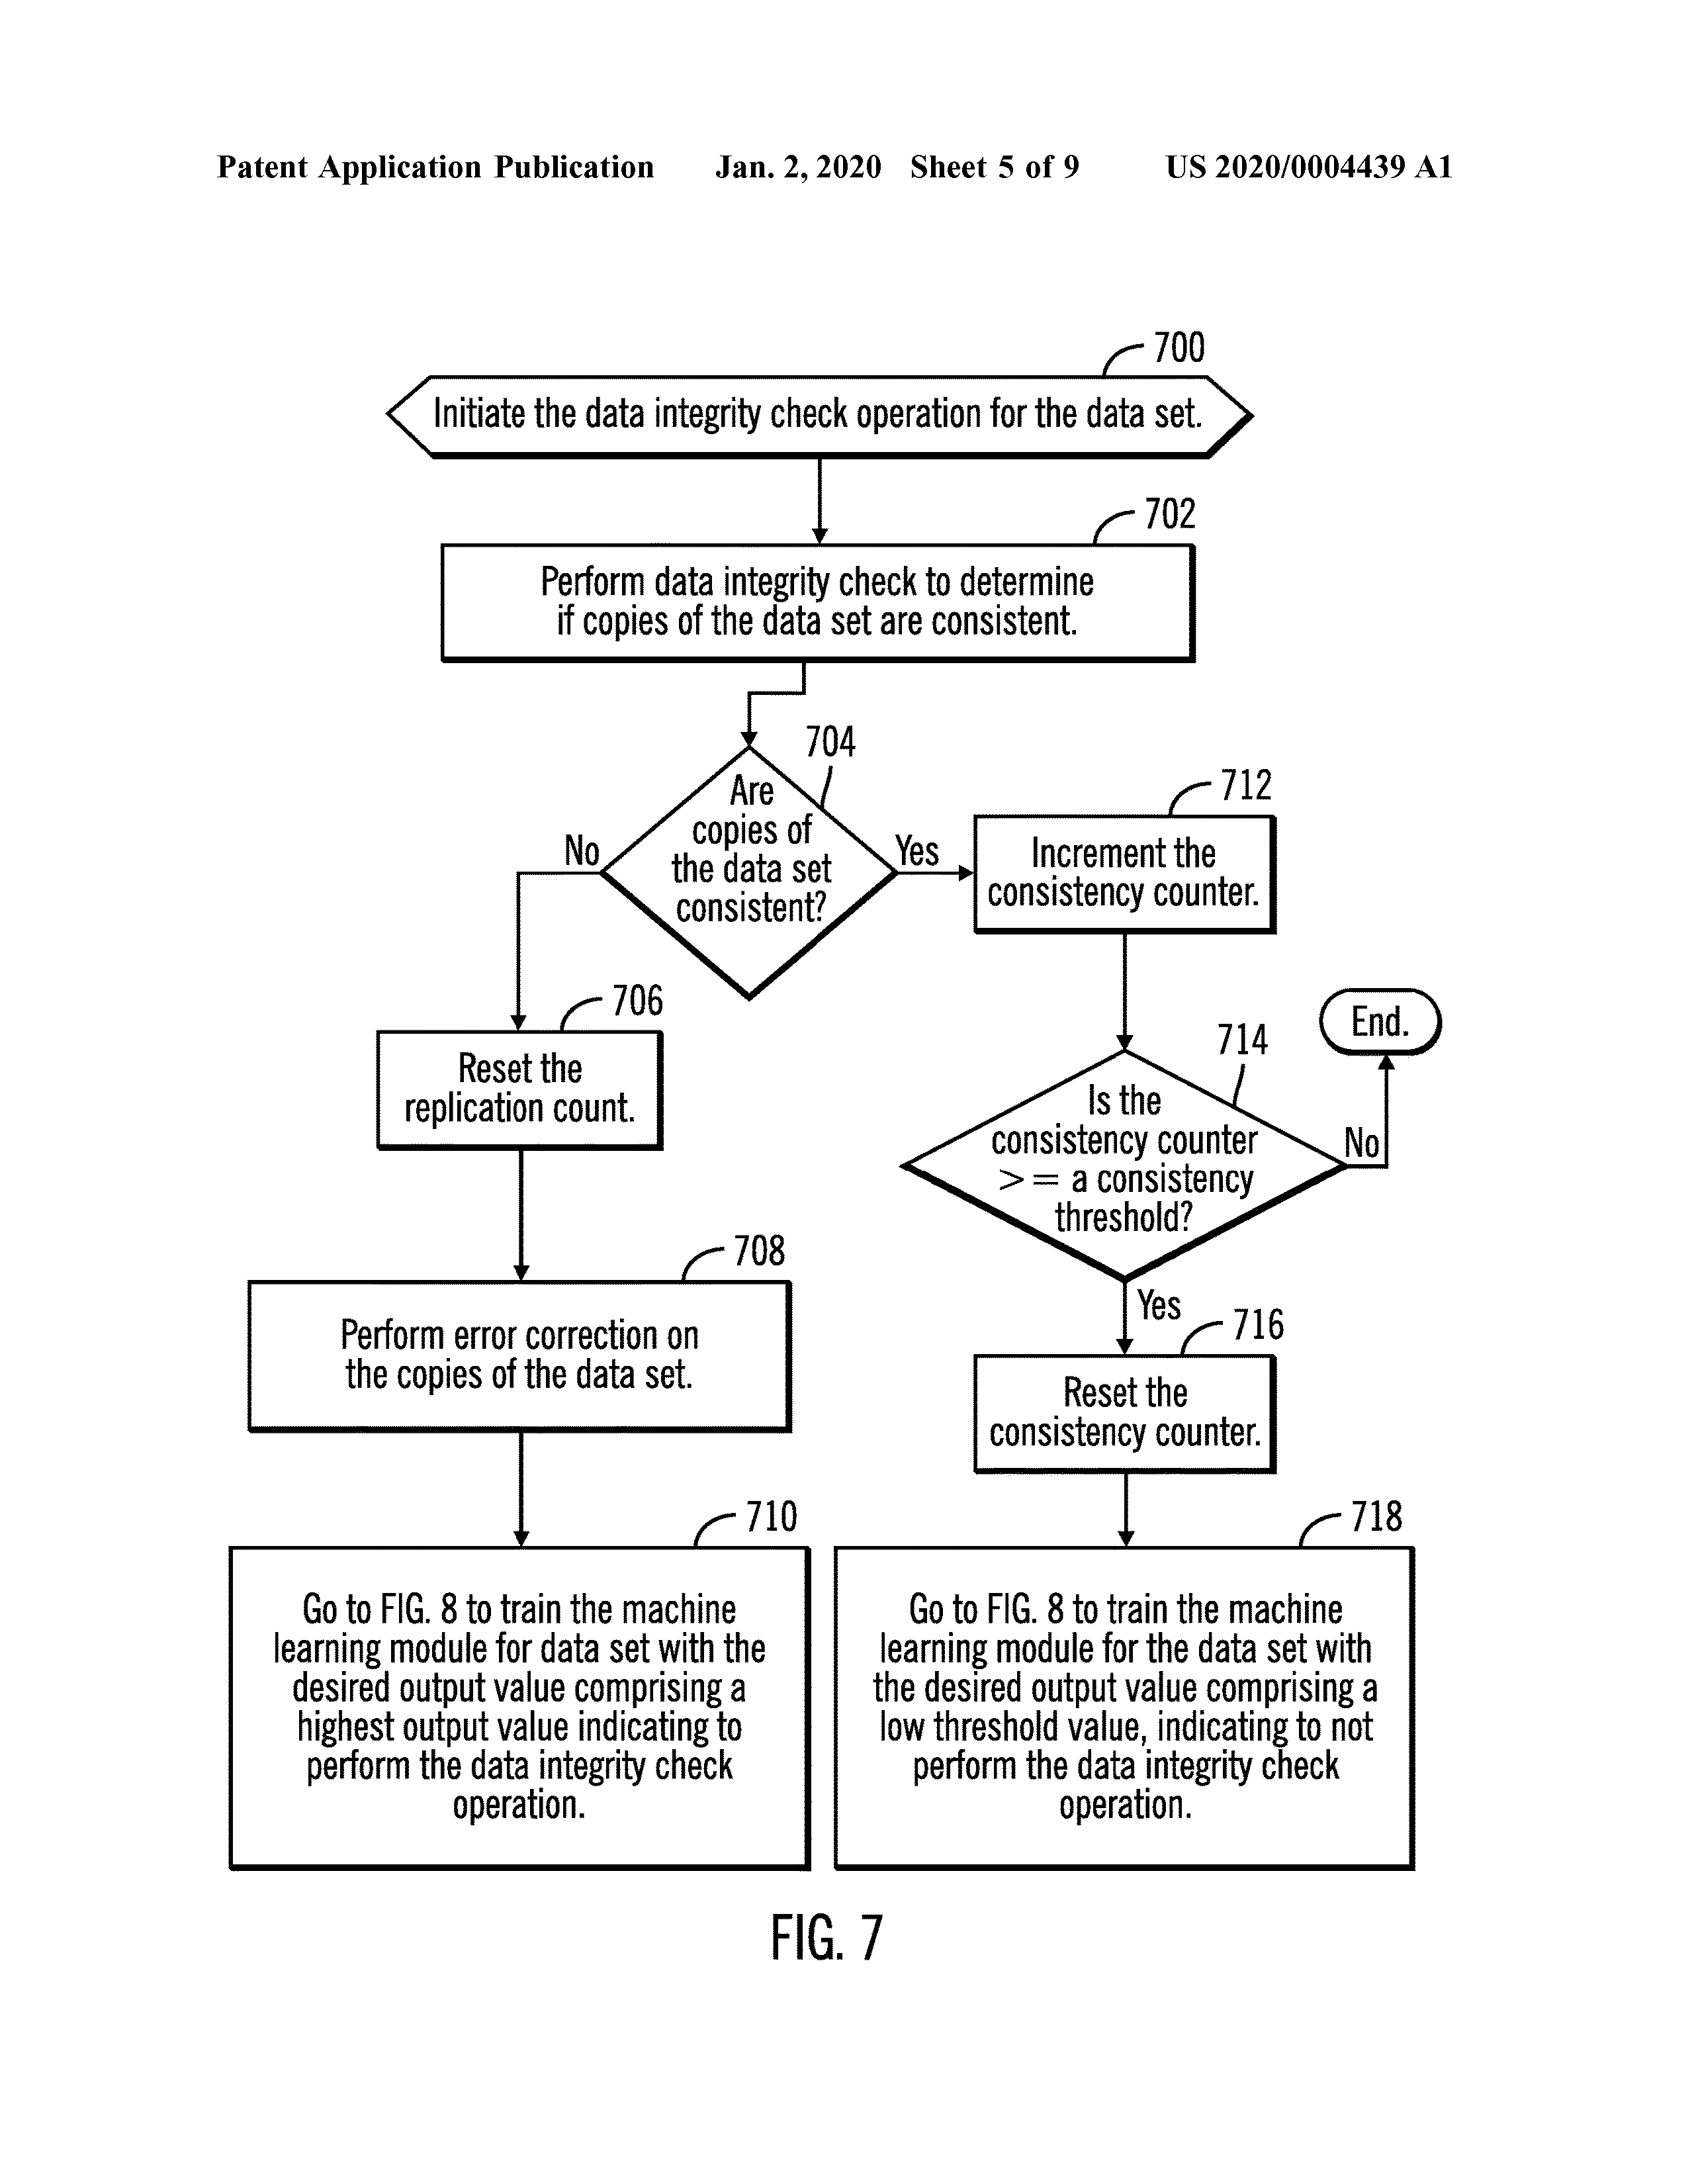 Patent Application Publication Jan. 2, 2020 Sheet 5 of 9 US 2020/0004439 A1
700
Initiate the data integrity check operation for the data set.
702
Perform data integrity check to determine
if copies of the data set are consistent.
704
Are
copies of
the data set
consistent?
No
Yes
712
Increment the
consistency counter.
706
Reset the
replication count.
End.
714
Is the
consistency counter
>= a consistency
threshold?
No
Yes
708
Perform error correction on
the copies of the data set.
716
Reset the
consistency counter.
710
Go to FIG. 8 to train the machine
learning module for data set with the
desired output value comprising a
highest output value indicating to
perform the data integrity check
operation.
718
Go to FIG. 8 to train the machine
learning module for the data set with
the desired output value comprising a
low threshold value, indicating to not
perform the data integrity check
operation.
FIG. 7